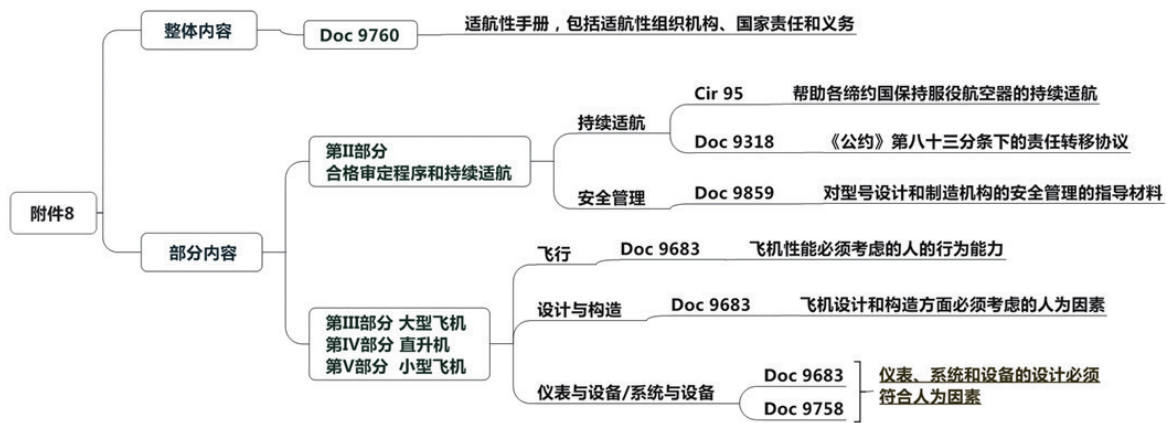 附件8
整体内容
Doc 9760
适航性手册，包括适航性组织机构、国家责任和义务
部分内容
第II部分
合格审定程序和持续适航
持续适航
Cir 95
帮助各缔约国保持服役航空器的持续适航
Doc 9318
《公约》第八十三分条下的责任转移协议
安全管理
Doc 9859
对型号设计和制造机构的安全管理的指导材料
第III部分 大型飞机
第IV部分 直升机
第V部分 小型飞机
飞行
Doc 9683
飞机性能必须考虑的人的行为能力
设计与构造
Doc 9683
飞机设计和构造方面必须考虑的人为因素
仪表与设备/系统与设备
Doc 9683
Doc 9758
仪表、系统和设备的设计必须
符合人为因素